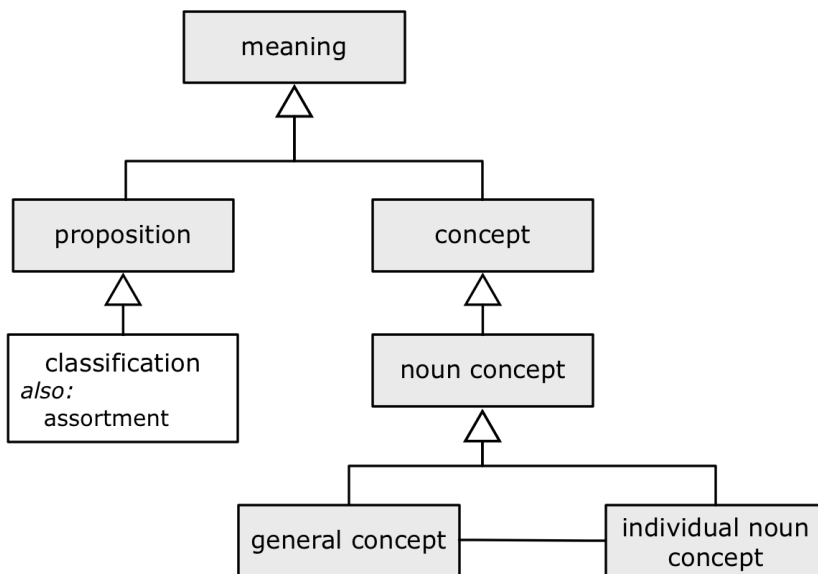 meaning
proposition
concept
classification
also:
assortment
noun concept
general concept
individual noun
concept